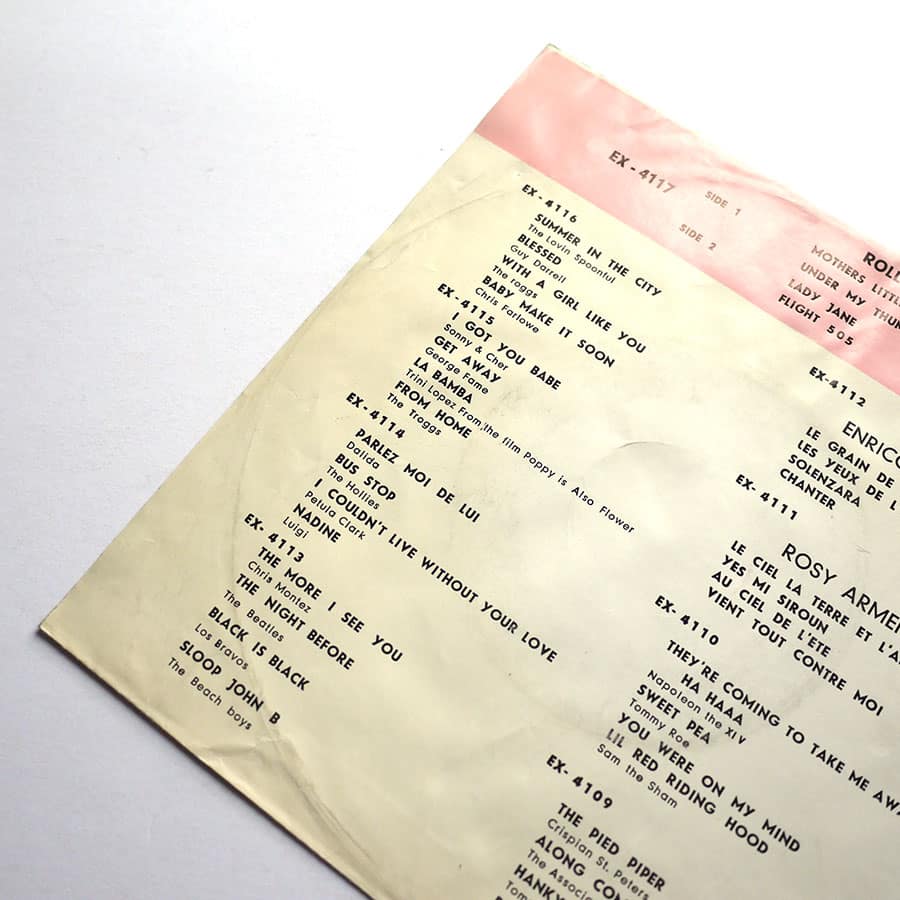 EX - 4117
SIDE 1
SIDE 2
MOTHERS
UNDER MY
LADY JANE
FLIGHT 505
EX - 4116
SUMMER IN THE CITY
The Lovin Spoonful
BLESSED
Guy Darrell
WITH A GIRL LIKE YOU
The roggs
BABY MAKE IT SOON
Chris Farlowe
EX - 4115
I GOT YOU BABE
Sonny & Cher
GET AWAY
George Fame
LA BAMBA
Trini Lopez From the film Poppy is Also Flower
FROM HOME
The Troggs
EX - 4114
PARLEZ MOI DE LUI
Dalida
BUS STOP
The Hollies
I COULDN'T LIVE WITHOUT YOUR LOVE
Petula Clark
NADINE
Luigi
EX - 4113
THE MORE I SEE YOU
Chris Montez
THE NIGHT BEFORE
The Beatles
BLACK IS BLACK
Los Bravos
SLOOP JOHN B
The Beach boys
EX - 4112
ENRICO
LE GRAIN DE
LES YEUX DE
SOLENZARA
CHANTER
EX - 4111
ROSY
LE CIEL LA TERRE ET
YES MI SIROUN
AU CIEL DE L'ETE
VIENT TOUT CONTRE MOI
EX - 4110
THEY'RE COMING TO TAKE ME
HA HAAA
Napoleon the XIV
SWEET PEA
Tommy Roe
YOU WERE ON MY MIND
LIL RED RIDING HOOD
Sam the Sham
EX - 4109
THE PIED PIPER
Crispian St. Peters
ALONG
The
HANKY